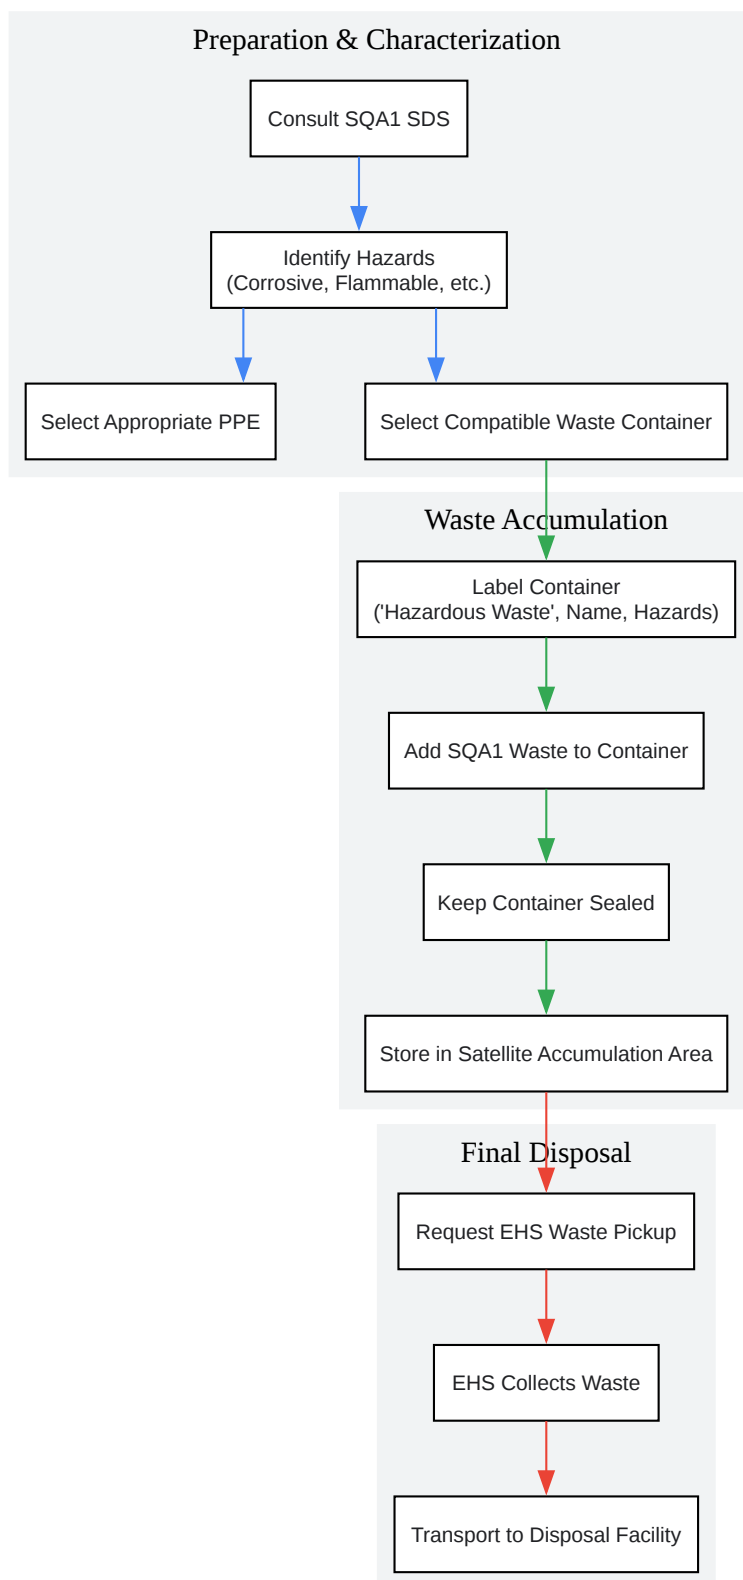 Preparation & Characterization
Consult SQA1 SDS
Identify Hazards
(Corrosive, Flammable, etc.)
Select Appropriate PPE
Select Compatible Waste Container
Waste Accumulation
Label Container
('Hazardous Waste', Name, Hazards)
Add SQA1 Waste to Container
Keep Container Sealed
Store in Satellite Accumulation Area
Final Disposal
Request EHS Waste Pickup
EHS Collects Waste
Transport to Disposal Facility